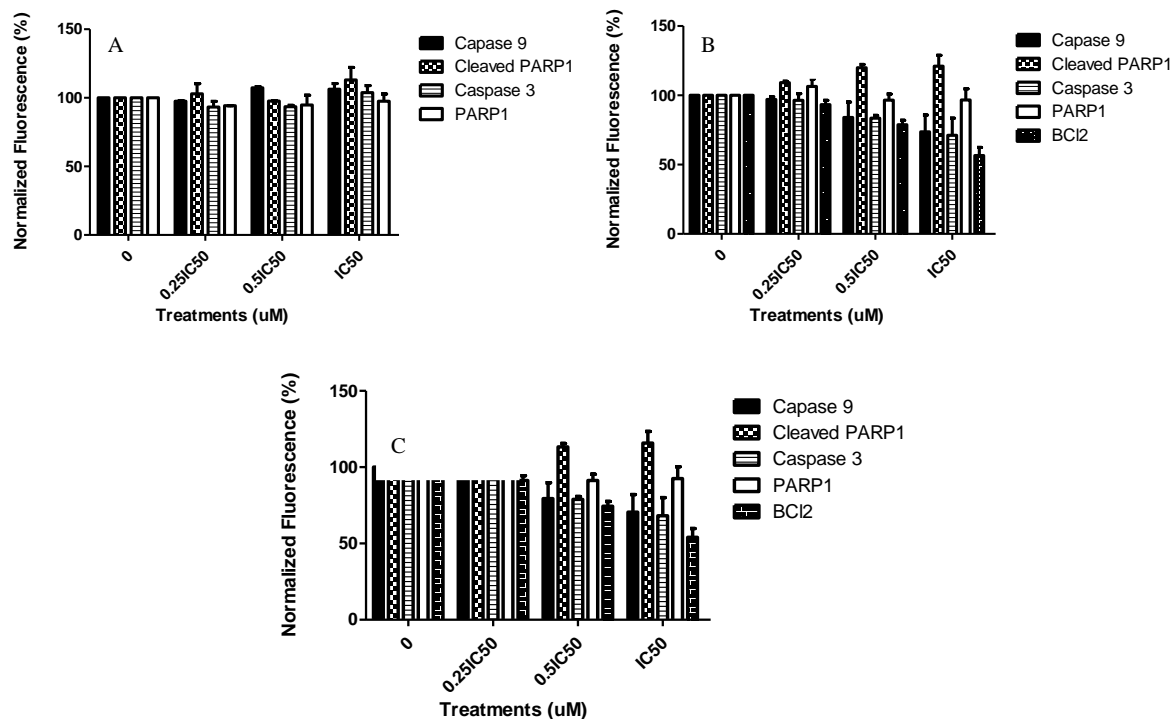 A
Normalized Fluorescence (%)
150
100
50
0
0
0.25IC50
0.5IC50
IC50
Treatments (uM)
Capase 9
Cleaved PARP1
Caspase 3
PARP1
B
Normalized Fluorescence (%)
150
100
50
0
0
0.25IC50
0.5IC50
IC50
Treatments (uM)
Capase 9
Cleaved PARP1
Caspase 3
PARP1
BCl2
C
Normalized Fluorescence (%)
150
100
50
0
0
0.25IC50
0.5IC50
IC50
Treatments (uM)
Capase 9
Cleaved PARP1
Caspase 3
PARP1
BCl2